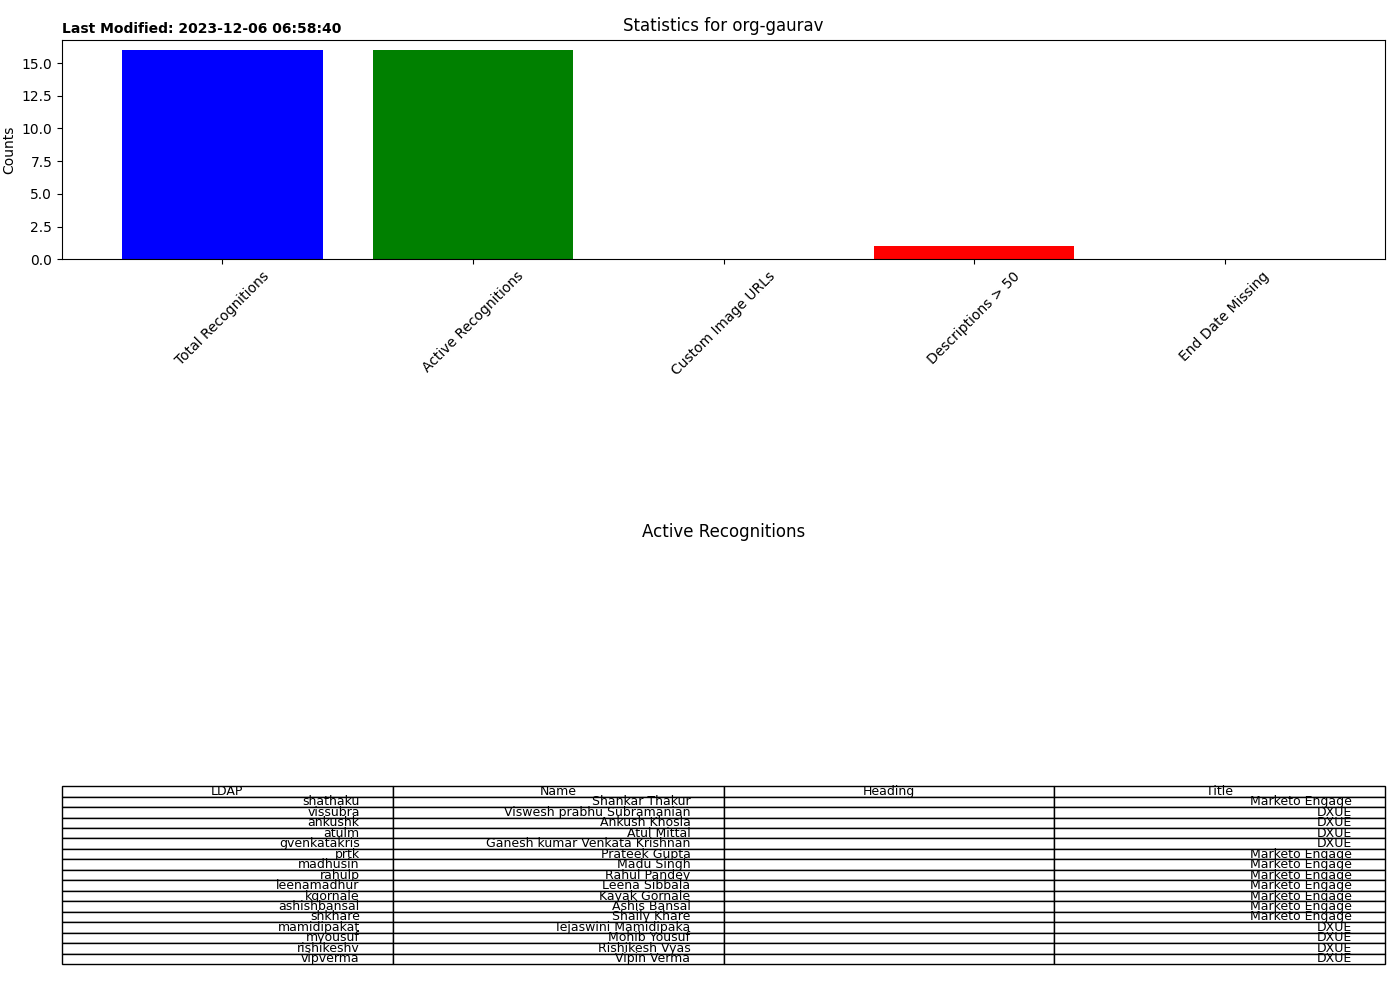 Last Modified: 2023-12-06 06:58:40
Statistics for org-gaurav
Counts
15.0
12.5
10.0
7.5
5.0
2.5
0.0
Total Recognitions
Active Recognitions
Custom Image URLs
Descriptions > 50
End Date Missing
Active Recognitions
LDAP Name Heading Title
shathaku Shankar Thakur Marketo Engage
vissubra Viswesh prabhu Subramanian DXUE
ankushk Ankush Khosla DXUE
atulm Atul Mittal DXUE
gvenkatakris Ganesh kumar Venkata Krishnan DXUE
prtk Prateek Gupta Marketo Engage
madhusin Madu Singh Marketo Engage
rahulp Rahul Pandey Marketo Engage
leenamadhur Leena Sibbala Marketo Engage
kgornale Kayak Gornale Marketo Engage
ashishbansal Ashis Bansal Marketo Engage
shkhare Shaily Khare Marketo Engage
mamidipakat Tejaswini Mamidipaka DXUE
myousuf Mohib Yousuf DXUE
rishikeshv Rishikesh Vyas DXUE
vipverma Vipin Verma DXUE